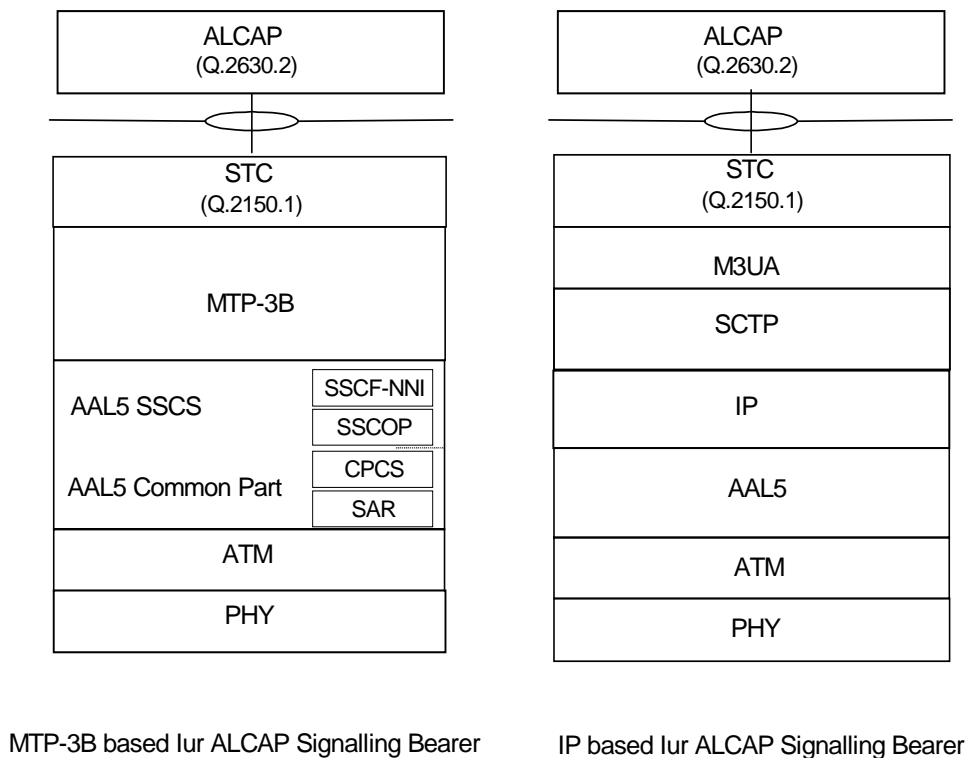 ALCAP
(Q.2630.2)
STC
(Q.2150.1)
MTP-3B
AAL5 SSCS
SSCF-NNI
SSCOP
AAL5 Common Part
CPCS
SAR
ATM
PHY
MTP-3B based Iur ALCAP Signalling Bearer
ALCAP
(Q.2630.2)
STC
(Q.2150.1)
M3UA
SCTP
IP
AAL5
ATM
PHY
IP based Iur ALCAP Signalling Bearer